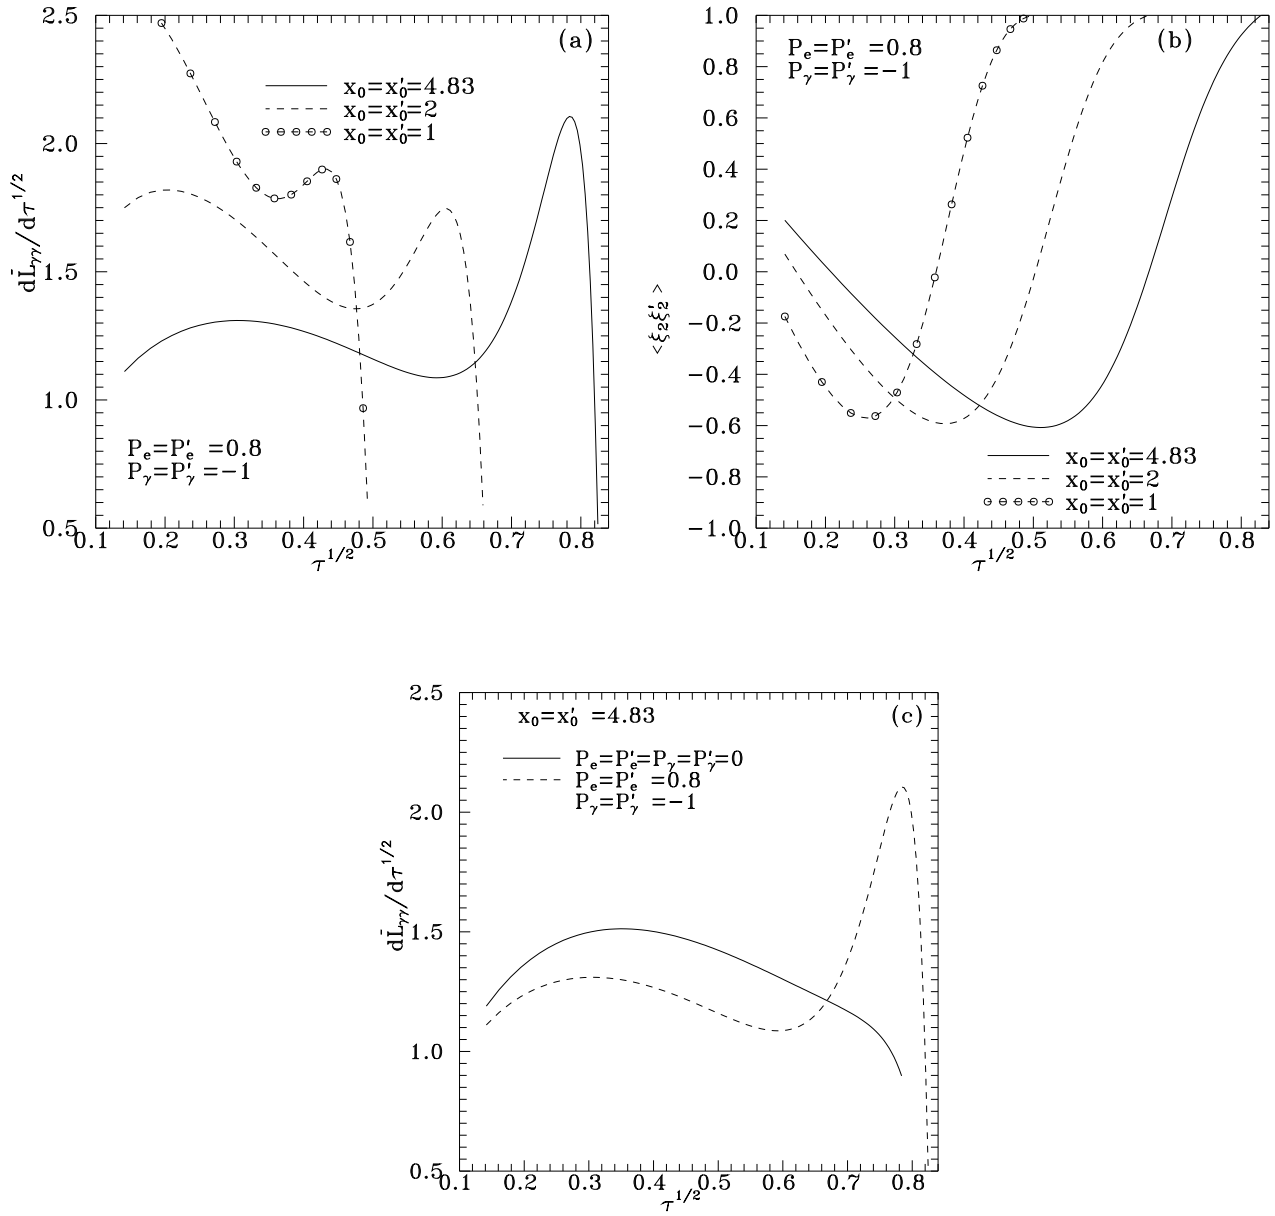 (a)
2.5
2.0
1.5
1.0
0.5
dL̄γγ/dτ^1/2
x₀=x₀′=4.83
x₀=x₀′=2
x₀=x₀′=1
Pₑ=Pₑ′ =0.8
Pγ=Pγ′ =−1
0.1 0.2 0.3 0.4 0.5 0.6 0.7 0.8
τ^1/2
(b)
1.0
0.8
0.6
0.4
0.2
0.0
−0.2
−0.4
−0.6
−0.8
−1.0
<ξ₂ξ₂′>
Pₑ=Pₑ′ =0.8
Pγ=Pγ′ =−1
x₀=x₀′=4.83
x₀=x₀′=2
x₀=x₀′=1
0.1 0.2 0.3 0.4 0.5 0.6 0.7 0.8
τ^1/2
(c)
2.5
2.0
1.5
1.0
0.5
dL̄γγ/dτ^1/2
x₀=x₀′ =4.83
Pₑ=Pₑ′=Pγ=Pγ′=0
Pₑ=Pₑ′ =0.8
Pγ=Pγ′ =−1
0.1 0.2 0.3 0.4 0.5 0.6 0.7 0.8
τ^1/2